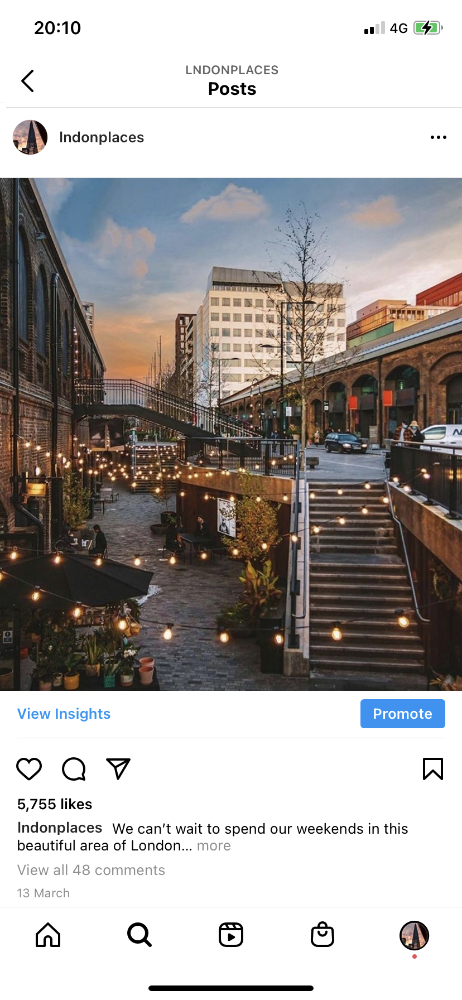 20:10
4G
LNDONPLACES
Posts
lndonplaces
View Insights
Promote
5,755 likes
lndonplaces We can’t wait to spend our weekends in this
beautiful area of London... more
View all 48 comments
13 March